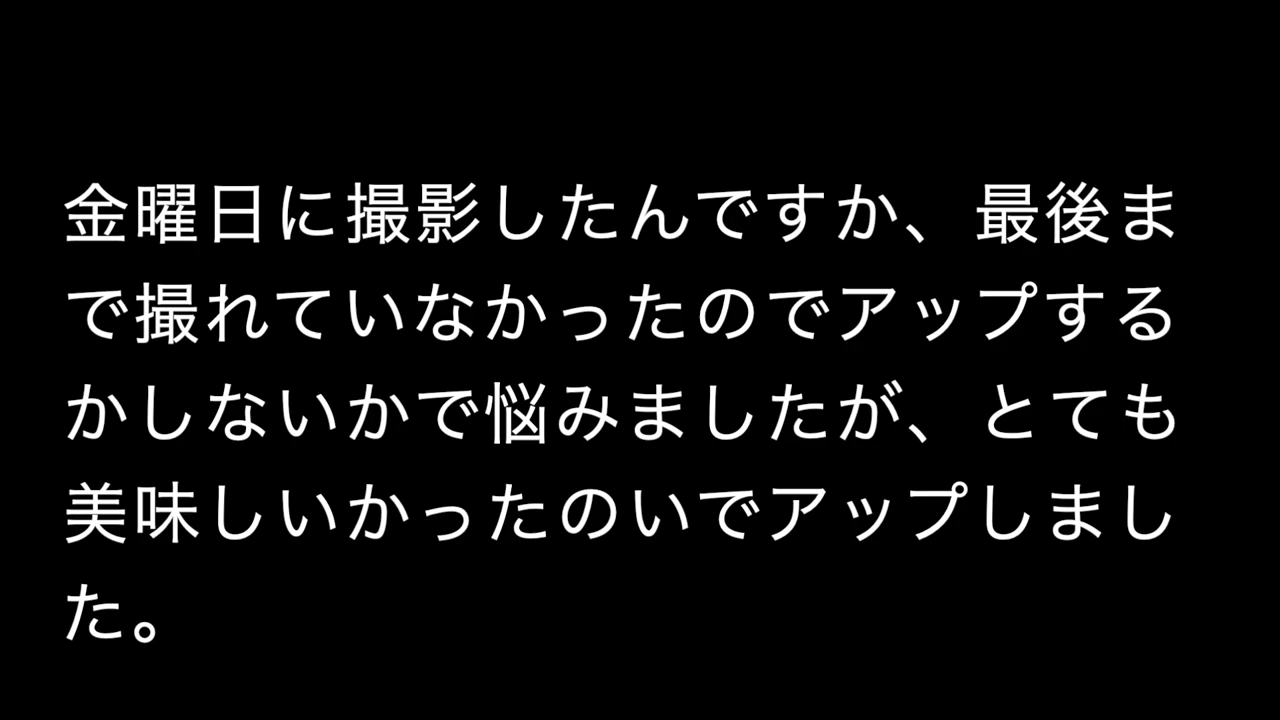 金曜日に撮影したんですか、最後ま
で撮れていなかったのでアップする
かしないかで悩みましたが、とても
美味しいかったのいでアップしまし
た。